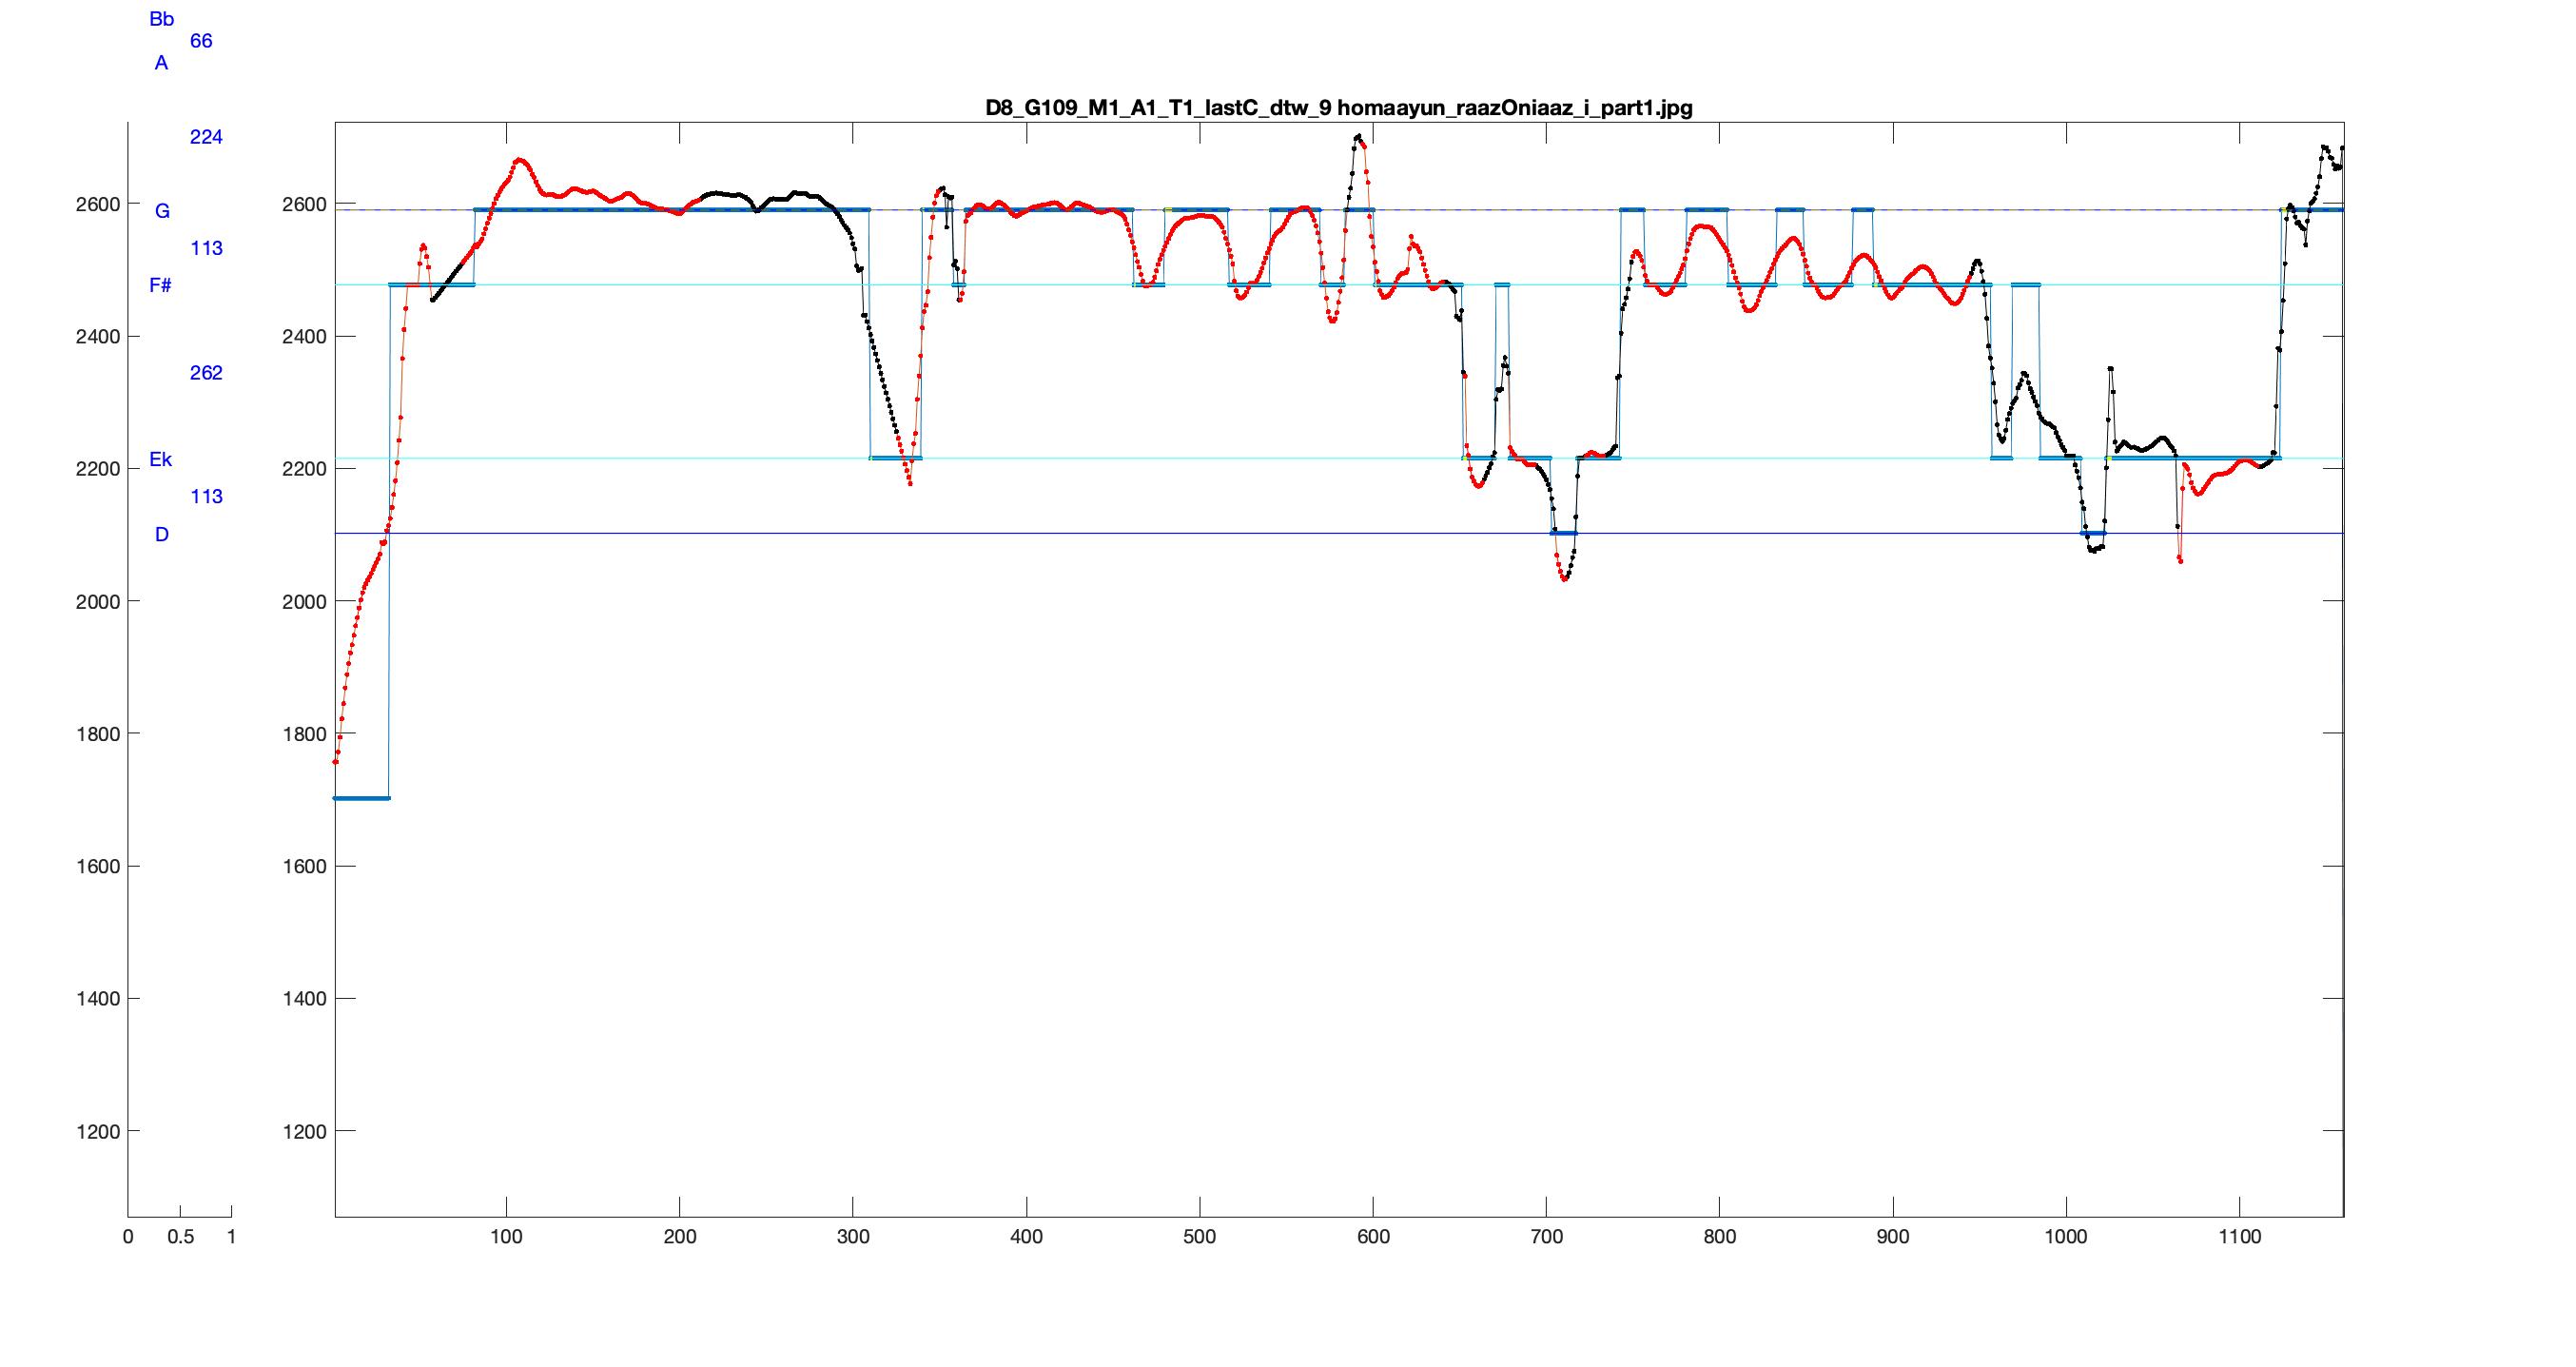 Bb
66
A
D8_G109_M1_A1_T1_lastC_dtw_9 homaayun_raazOniaaz_i_part1.jpg
224
2600 G 2600
113
F#
2400 2400
262
Ek
2200 2200
113
D
2000 2000
1800 1800
1600 1600
1400 1400
1200 1200
0 0.5 1 100 200 300 400 500 600 700 800 900 1000 1100